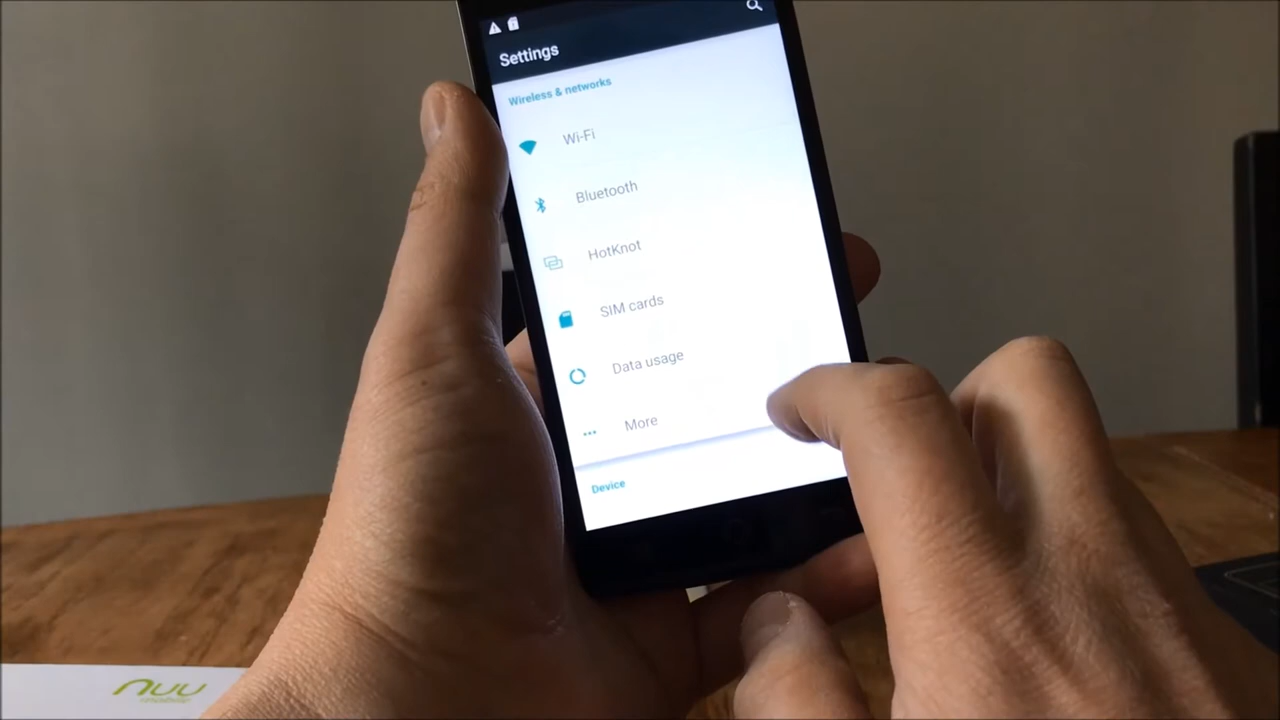 Settings
Wireless & networks
Wi-Fi
Bluetooth
HotKnot
SIM cards
Data usage
More
Device
nuu